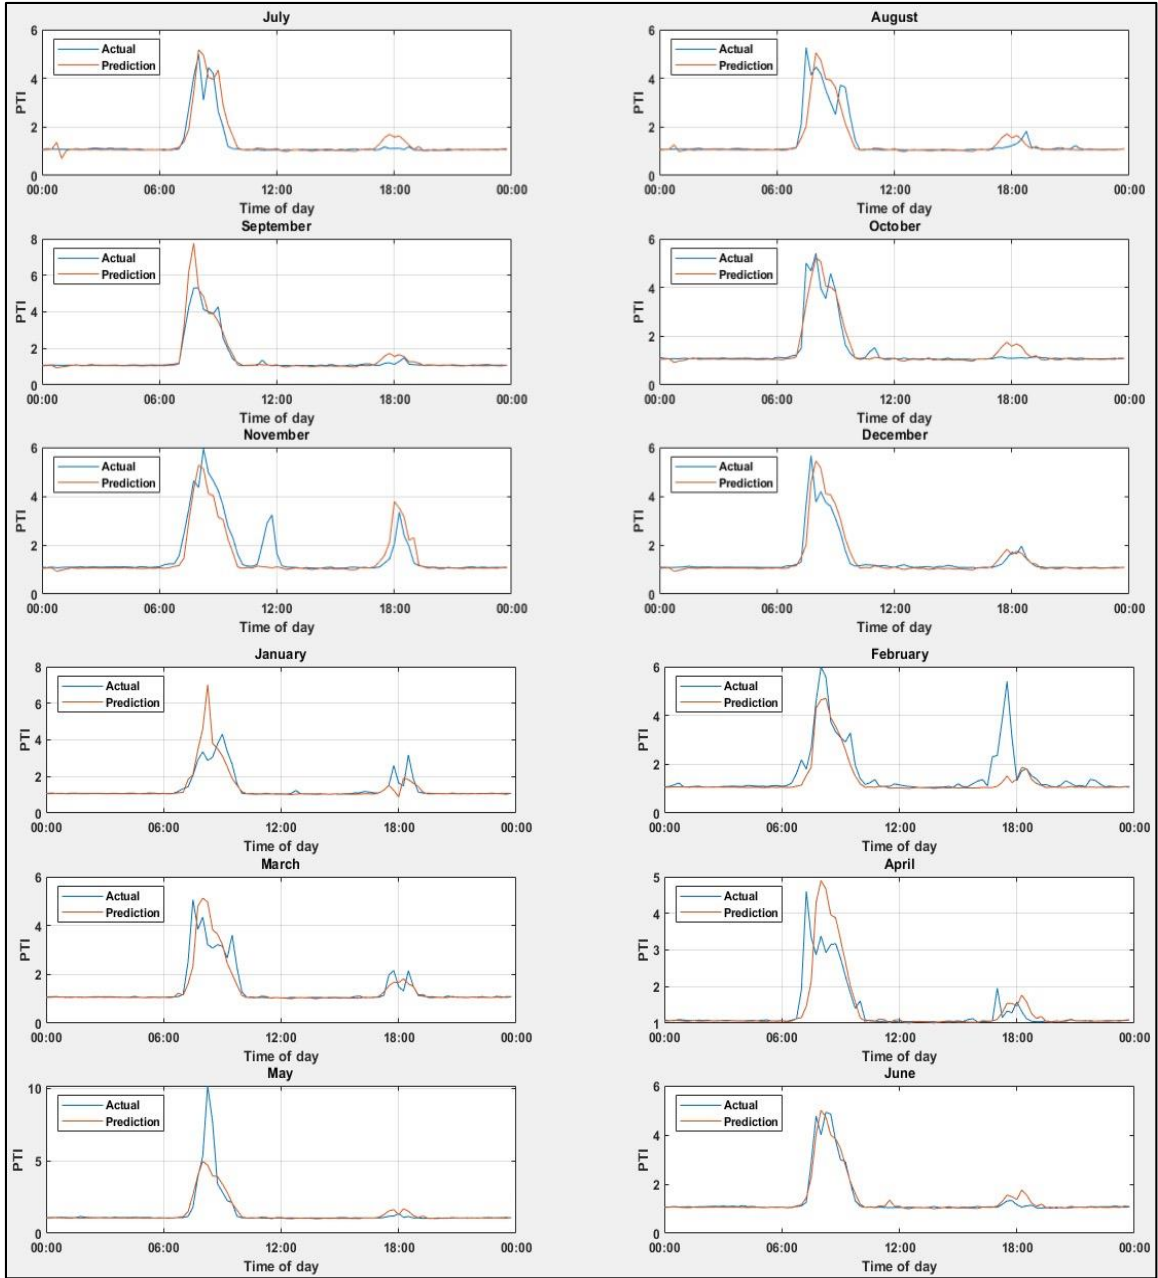 July
Actual
Prediction
PTI
6
4
2
0
00:00 06:00 12:00 18:00 00:00
Time of day
August
Actual
Prediction
PTI
6
4
2
0
00:00 06:00 12:00 18:00 00:00
Time of day
September
Actual
Prediction
PTI
8
6
4
2
0
00:00 06:00 12:00 18:00 00:00
Time of day
October
Actual
Prediction
PTI
6
4
2
0
00:00 06:00 12:00 18:00 00:00
Time of day
November
Actual
Prediction
PTI
6
4
2
0
00:00 06:00 12:00 18:00 00:00
Time of day
December
Actual
Prediction
PTI
6
4
2
0
00:00 06:00 12:00 18:00 00:00
Time of day
January
Actual
Prediction
PTI
8
6
4
2
0
00:00 06:00 12:00 18:00 00:00
Time of day
February
Actual
Prediction
PTI
6
4
2
0
00:00 06:00 12:00 18:00 00:00
Time of day
March
Actual
Prediction
PTI
6
4
2
0
00:00 06:00 12:00 18:00 00:00
Time of day
April
Actual
Prediction
PTI
5
4
3
2
1
00:00 06:00 12:00 18:00 00:00
Time of day
May
Actual
Prediction
PTI
10
5
0
00:00 06:00 12:00 18:00 00:00
Time of day
June
Actual
Prediction
PTI
6
4
2
0
00:00 06:00 12:00 18:00 00:00
Time of day